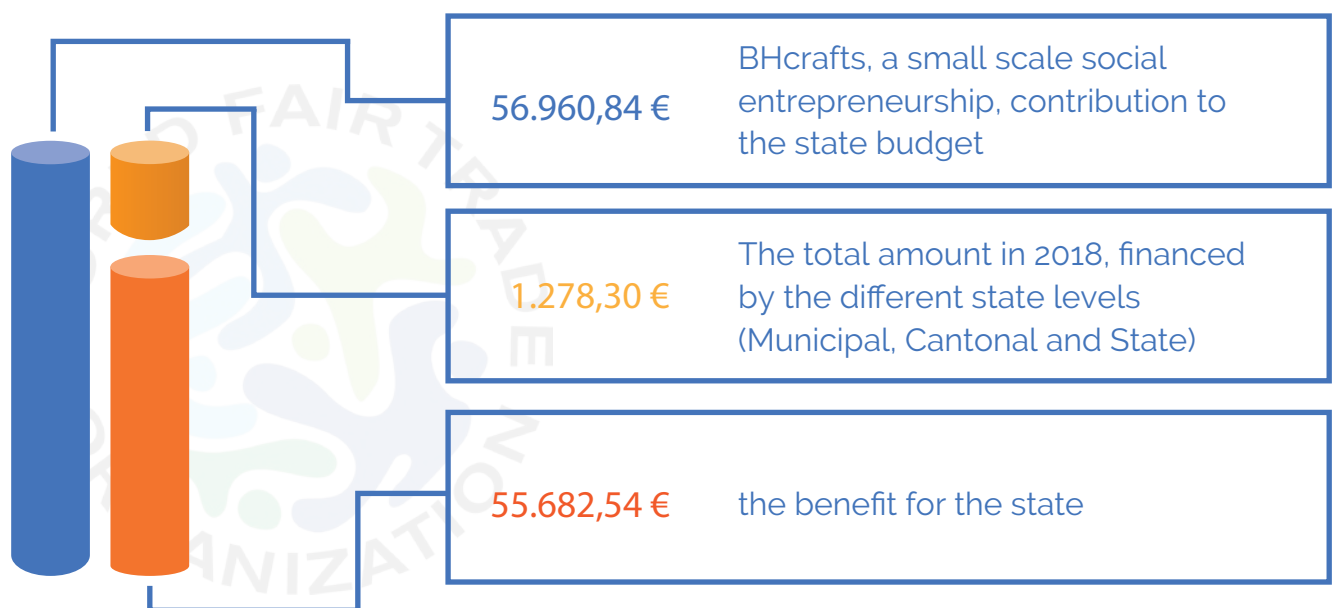 56.960,84 €
BHcrafts, a small scale social
entrepreneurship, contribution to
the state budget
1.278,30 €
The total amount in 2018, financed
by the different state levels
(Municipal, Cantonal and State)
55.682,54 €
the benefit for the state
FAIR TRADE